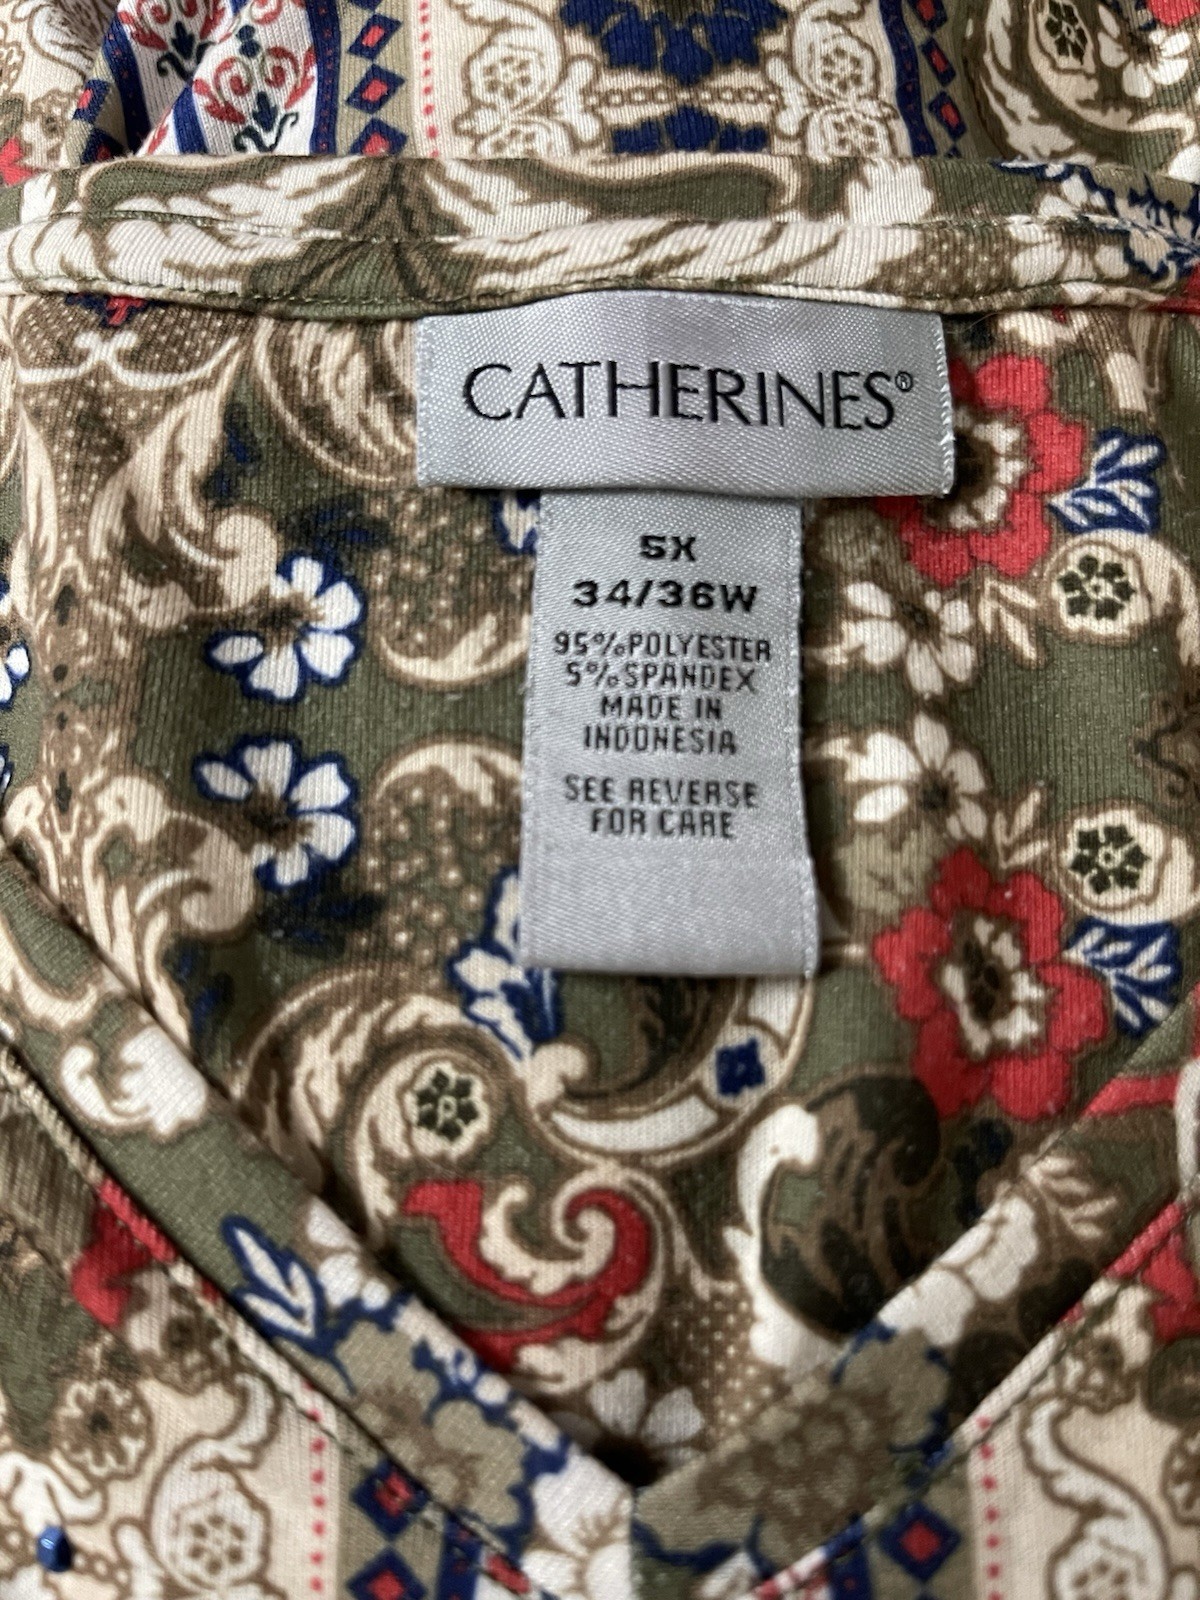 CATHERINES®
5X
34/36W
95%POLYESTER
5%SPANDEX
MADE IN
INDONESIA
SEE REVERSE
FOR CARE